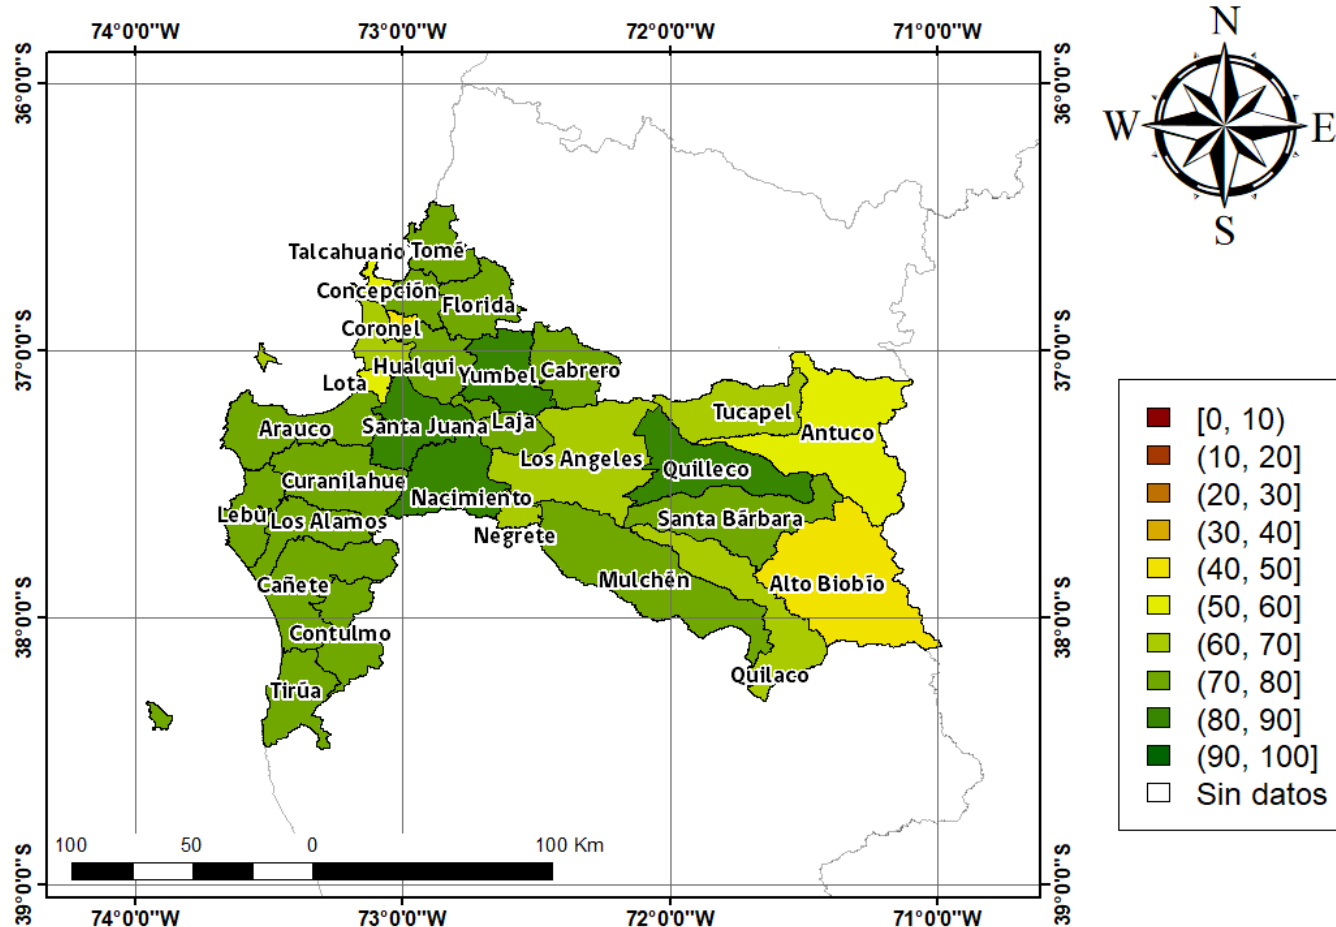 74°0'0"W 73°0'0"W 72°0'0"W 71°0'0"W
N
W E
S
36°0'0"S 36°0'0"S
37°0'0"S 37°0'0"S
38°0'0"S 38°0'0"S
39°0'0"S 39°0'0"S
Talcahuano Tomé
Concepción
Florida
Coronel
Hualqui
Yumbel Cabrero
Lota
Tucapel
Arauco Santa Juana Laja
Antuco
Los Angeles
Quilleco
Curanilahue
Nacimiento
Lebu Los Alamos
Santa Bárbara
Negrete
Cañete
Mulchén
Alto Biobío
Contulmo
Quilaco
Tirúa
[0, 10)
(10, 20]
(20, 30]
(30, 40]
(40, 50]
(50, 60]
(60, 70]
(70, 80]
(80, 90]
(90, 100]
Sin datos
100 50 0 100 Km
74°0'0"W 73°0'0"W 72°0'0"W 71°0'0"W